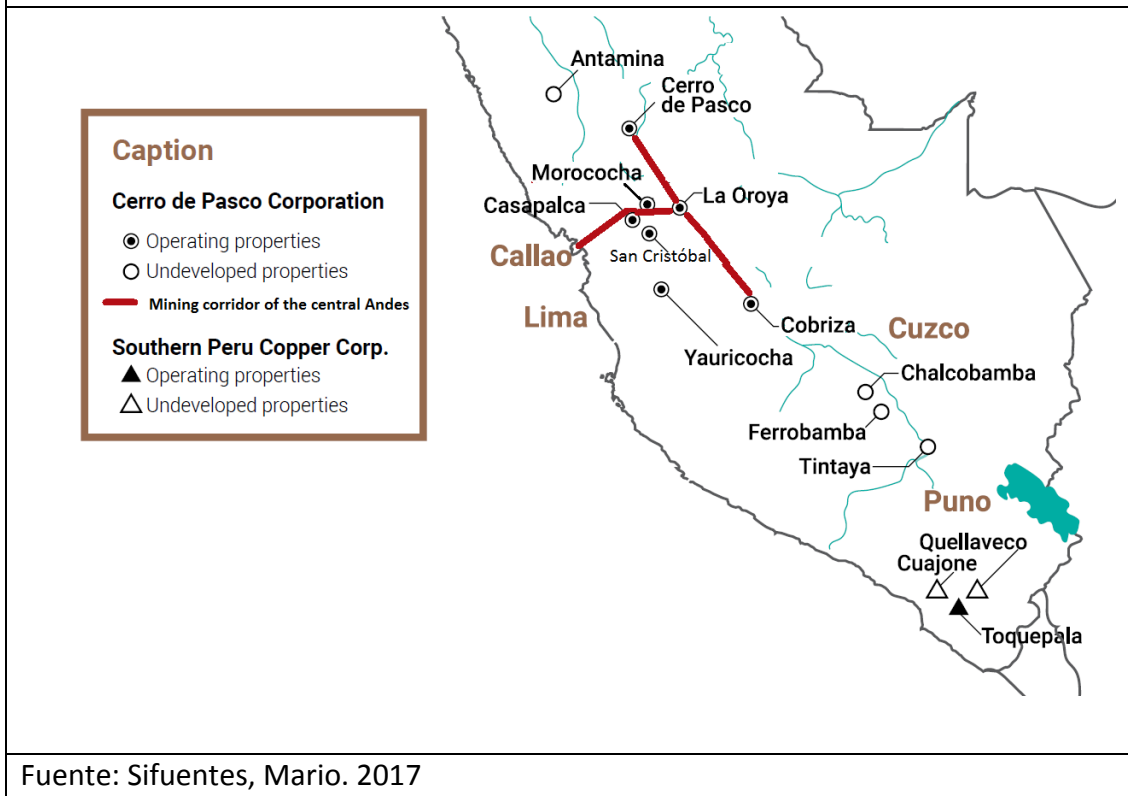 Caption
Cerro de Pasco Corporation
Operating properties
Undeveloped properties
Mining corridor of the central Andes
Southern Peru Copper Corp.
Operating properties
Undeveloped properties
Antamina
Cerro
de Pasco
Morococha
La Oroya
Casapalca
San Cristóbal
Callao
Lima
Yauricocha
Cobriza
Cuzco
Chalcobamba
Ferrobamba
Tintaya
Puno
Quellaveco
Cuajone
Toquepala
Fuente: Sifuentes, Mario. 2017